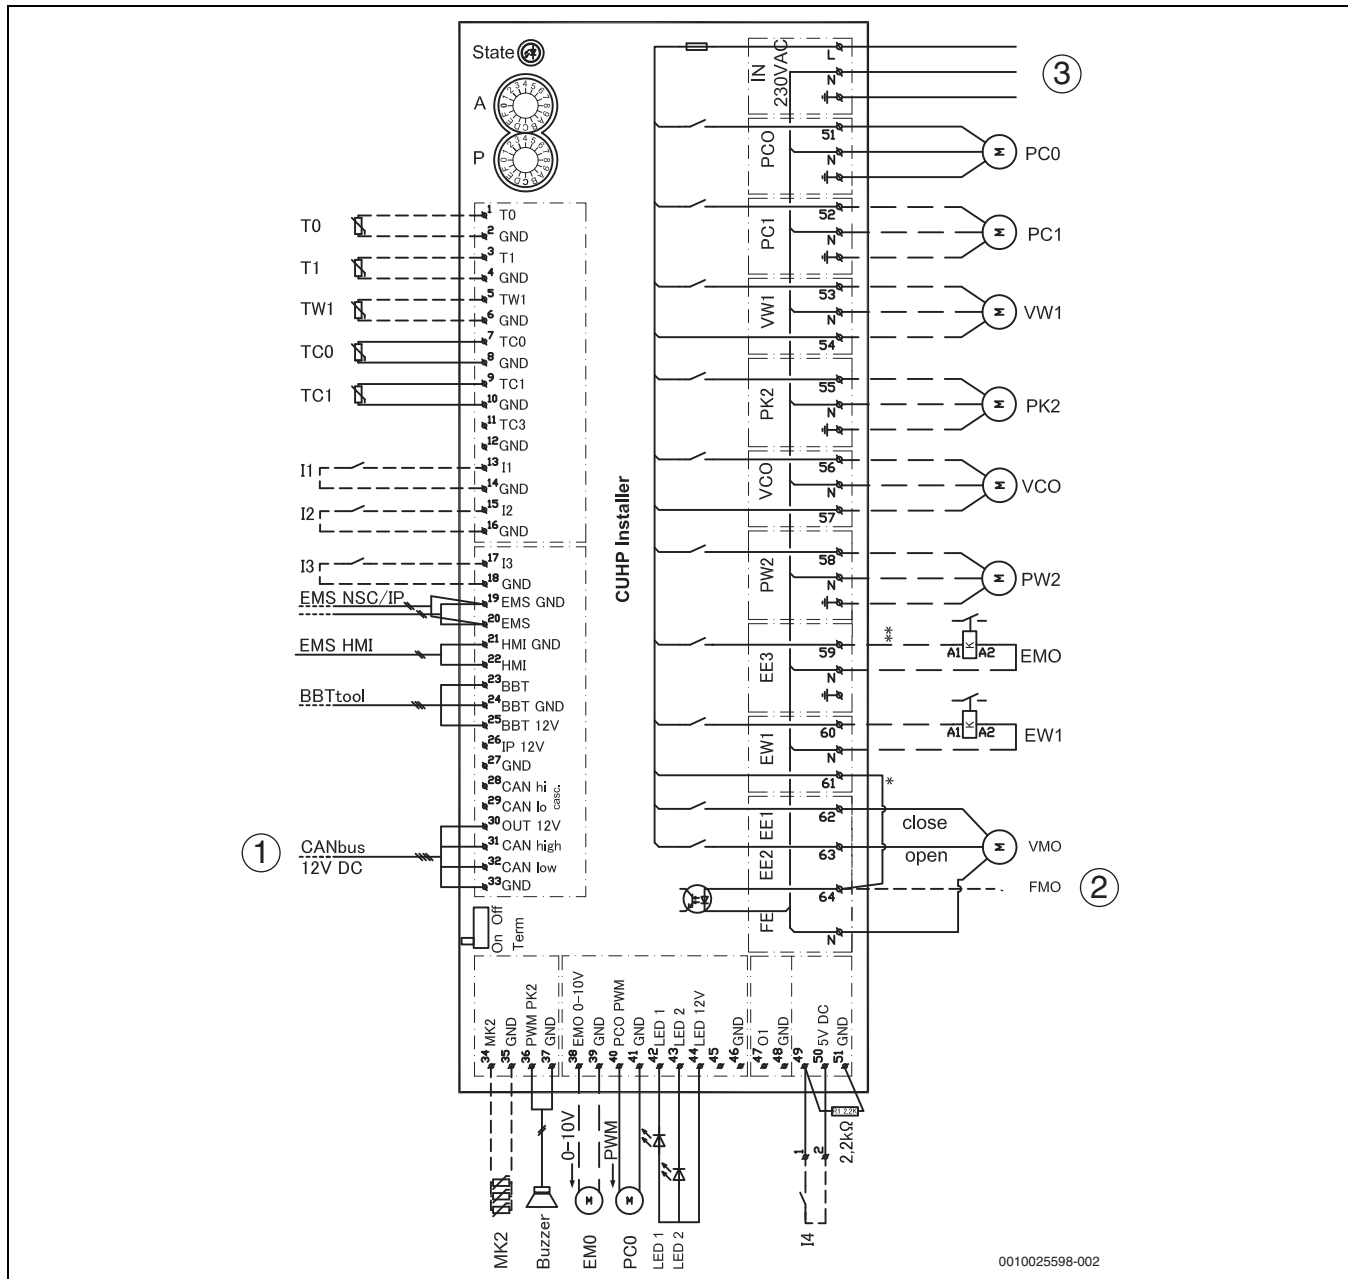 State
A
P
T0
T1
TW1
TC0
TC1
I1
I2
I3
EMS NSC/IP
EMS HMI
BBTtool
① CANbus
12V DC
1 T0
2 GND
3 T1
4 GND
5 TW1
6 GND
7 TC0
8 GND
9 TC1
10 GND
11 TC3
12 GND
13 I1
14 GND
15 I2
16 GND
17 I3
18 GND
19 EMS GND
20 EMS
21 HMI GND
22 HMI
23 BBT
24 BBT GND
25 BBT 12V
26 IP 12V
27 GND
28 CAN hi
29 CAN lo
casc.
30 OUT 12V
31 CAN high
32 CAN low
33 GND
On Off
Term
CUHP Installer
IN
230VAC
L
N
③
PCO
51
N
PC0
PC1
52
N
PC1
VW1
53
N
54
VW1
PK2
55
N
PK2
VCO
56
N
57
VCO
PW2
58
N
PW2
EE3
59
N
**
A1 K A2
EMO
EW1
60
N
61
A1 K A2
EW1
*
EE1
62
close
EE2
63
open
VMO
FE
64
N
FMO ②
34 MK2
35 GND
36 PWM PK2
37 GND
38 EMO 0-10V
39 GND
40 PCO PWM
41 GND
42 LED 1
43 LED 2
44 LED 12V
45
46 GND
47 O1
48 GND
49
50 5V DC
51 GND
R1 2.2K
2,2kΩ
1
2
0-10V
PWM
M
M
MK2
Buzzer
EM0
PC0
LED 1
LED 2
I4
0010025598-002